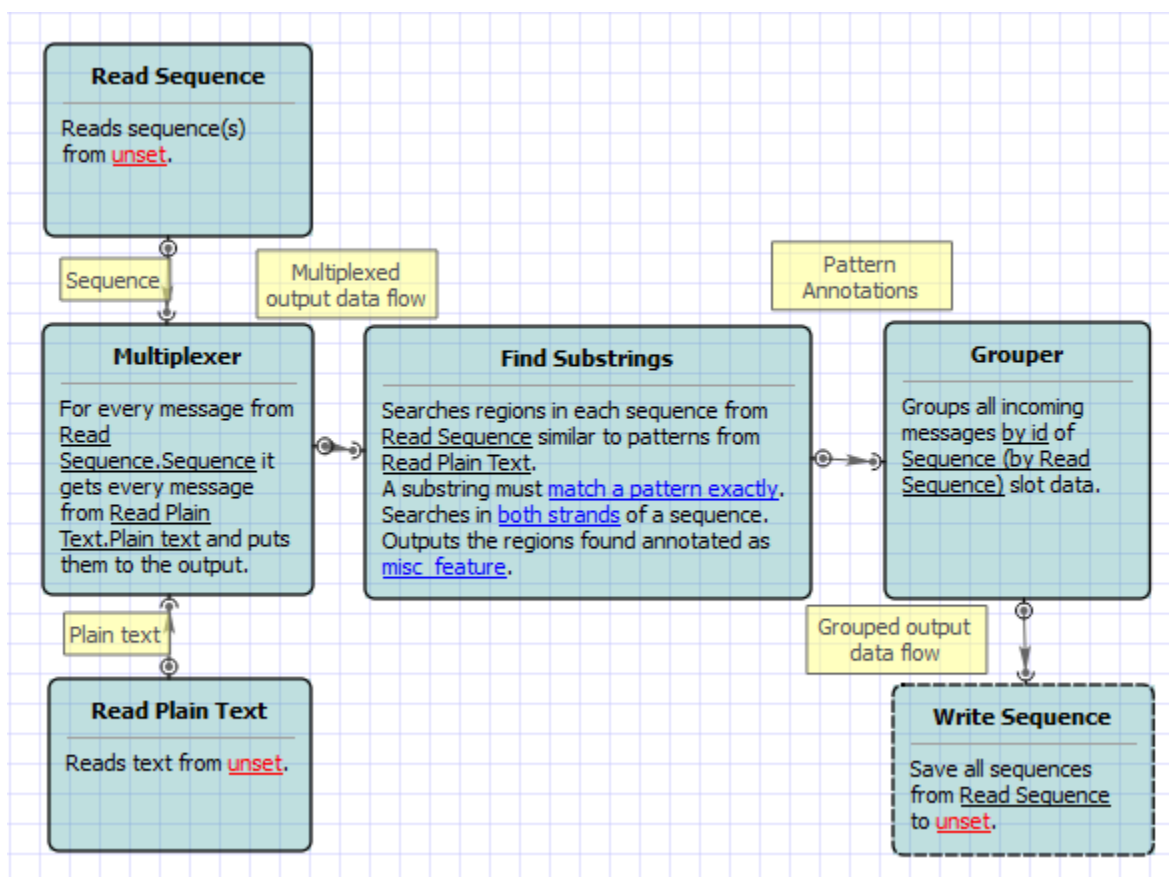 Read Sequence
Reads sequence(s)
from unset.
Sequence
Multiplexed
output data flow
Pattern
Annotations
Multiplexer
For every message from
Read
Sequence.Sequence it
gets every message
from Read Plain
Text.Plain text and puts
them to the output.
Find Substrings
Searches regions in each sequence from
Read Sequence similar to patterns from
Read Plain Text.
A substring must match a pattern exactly.
Searches in both strands of a sequence.
Outputs the regions found annotated as
misc_feature.
Grouper
Groups all incoming
messages by id of
Sequence (by Read
Sequence) slot data.
Plain text
Grouped output
data flow
Read Plain Text
Reads text from unset.
Write Sequence
Save all sequences
from Read Sequence
to unset.